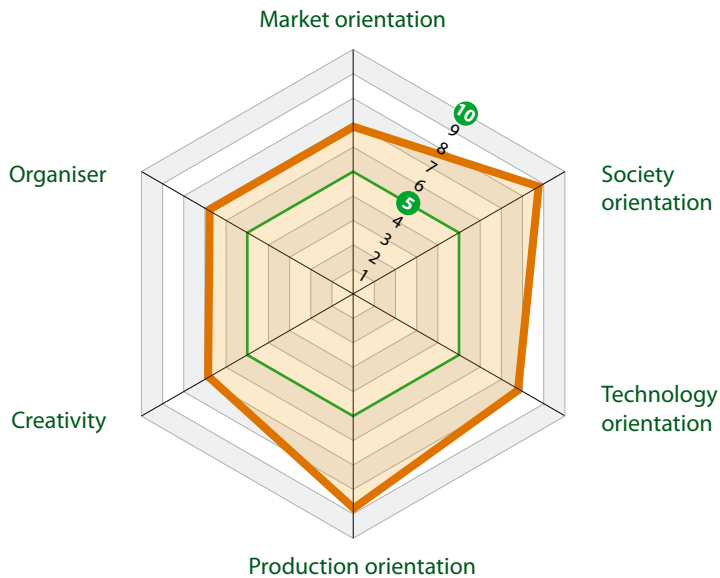 Market orientation
10
9
8
7
6
5
4
3
2
1
Organiser
Society
orientation
Creativity
Technology
orientation
Production orientation